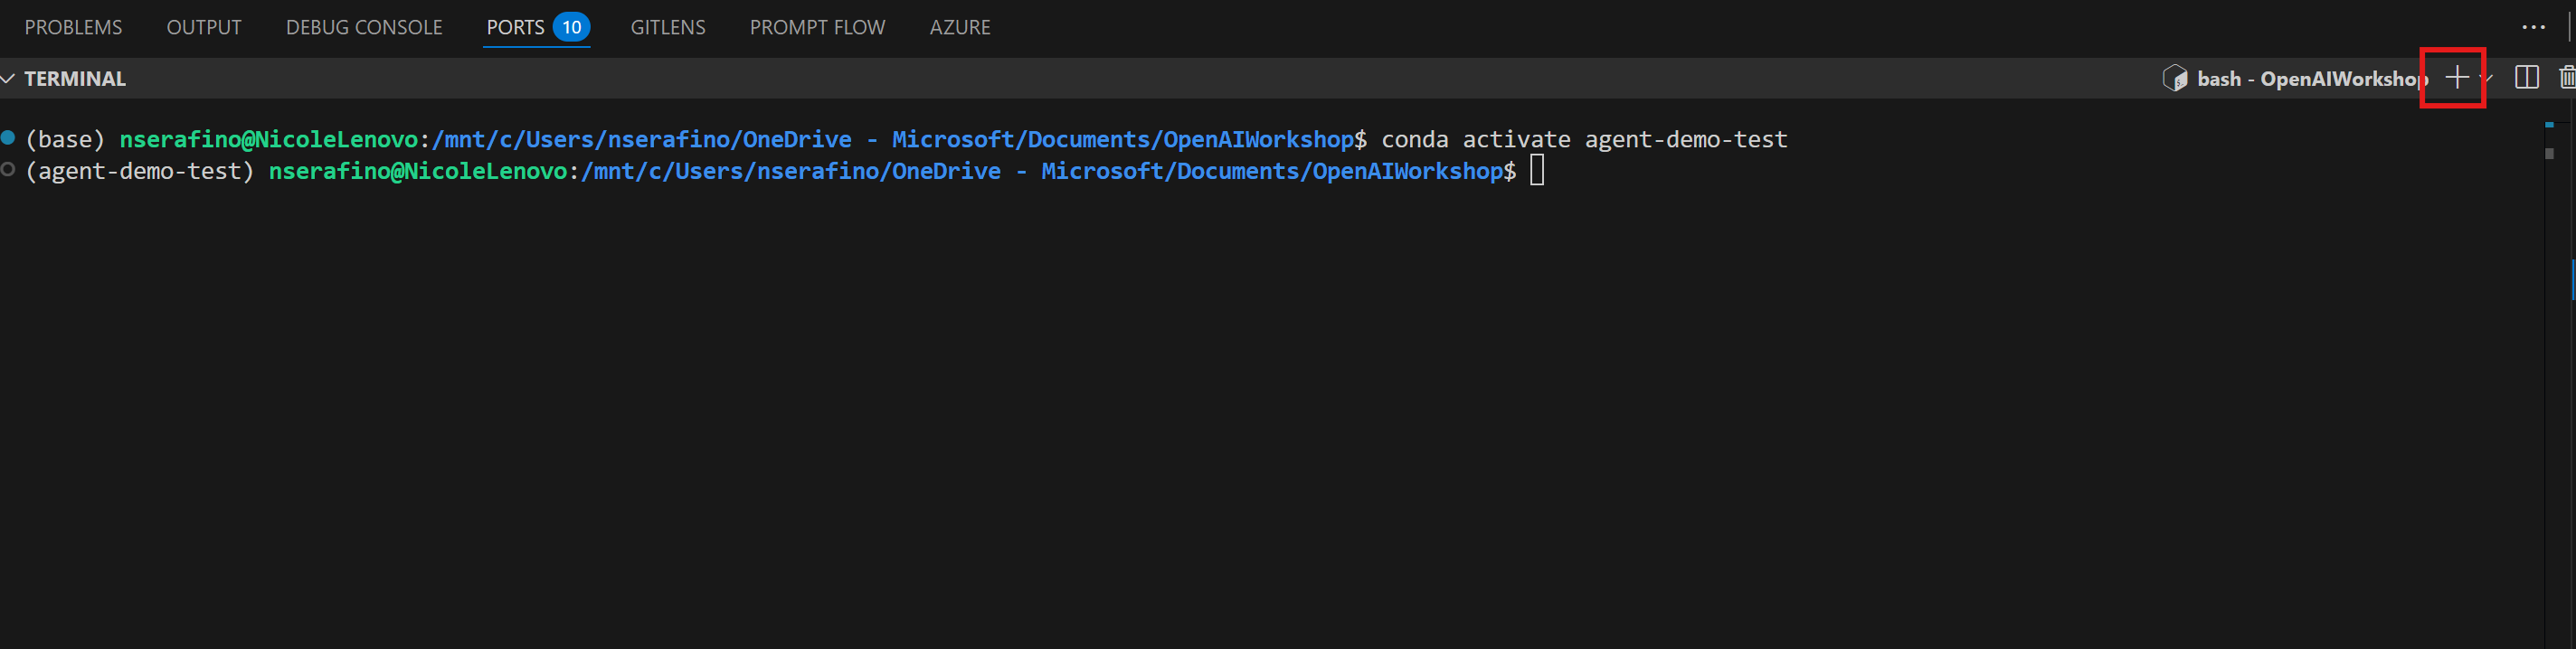 PROBLEMS OUTPUT DEBUG CONSOLE PORTS 10 GITLENS PROMPT FLOW AZURE
TERMINAL bash - OpenAIWorkshop
(base) nserafino@NicoleLenovo:/mnt/c/Users/nserafino/OneDrive - Microsoft/Documents/OpenAIWorkshop$ conda activate agent-demo-test
(agent-demo-test) nserafino@NicoleLenovo:/mnt/c/Users/nserafino/OneDrive - Microsoft/Documents/OpenAIWorkshop$